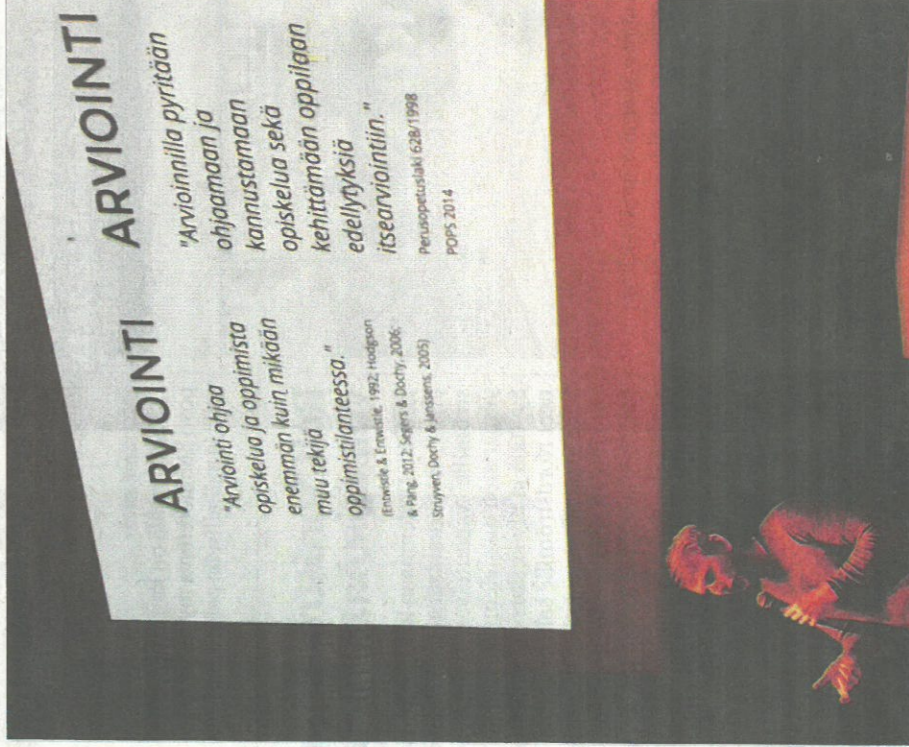 ARVIOINTI
"Arviointi ohjaa
opiskelua ja oppimista
enemmän kuin mikään
muu tekijä
oppimistilanteessa."
(Entwistle & Entwistle, 1992; Hodgson
& Pang, 2012; Segers & Dochy, 2006;
Struyven, Dochy & Janssens, 2005)
ARVIOINTI
"Arvioinnilla pyritään
ohjaamaan ja
kannustamaan
opiskelua sekä
kehittämään oppilaan
edellytyksiä
itsearviointiin."
Perusopetuslaki 628/1998
POPS 2014